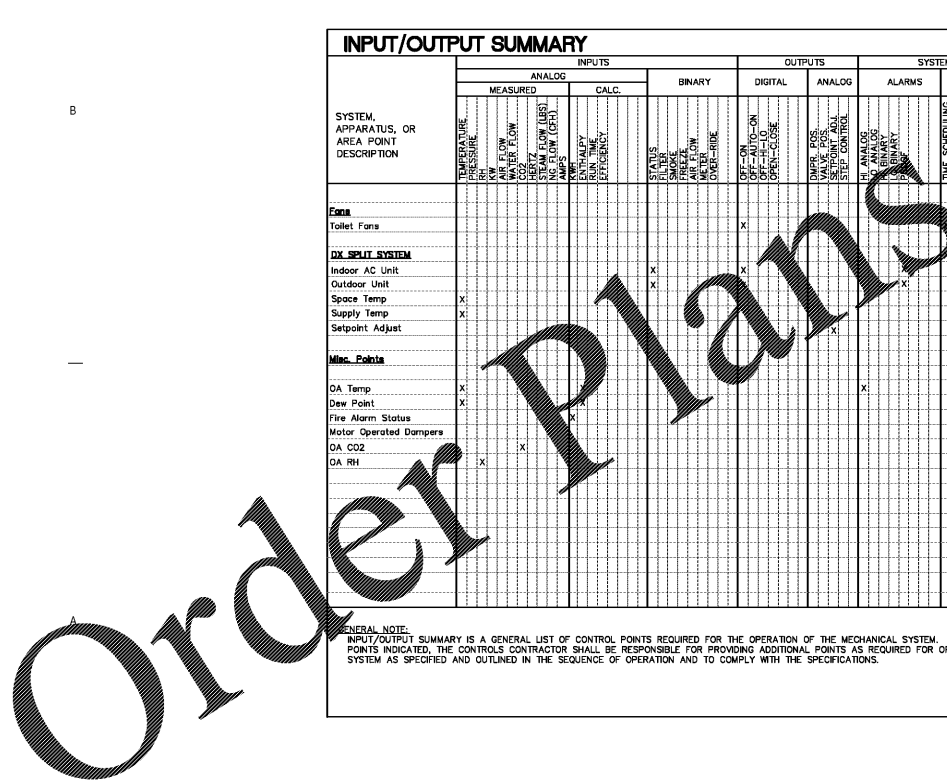 INPUT/OUTPUT SUMMARY
INPUTS
OUTPUTS
ANALOG
BINARY
DIGITAL
ANALOG
ALARMS
MEASURED
CALC.
SYSTEM,
APPARATUS, OR
AREA POINT
DESCRIPTION
TEMPERATURE
PRESSURE
RH
KW
AIR FLOW
WATER FLOW
CO2
HERTZ
STEAM FLOW (LBS)
NG FLOW (CFH)
AMPS
ENTHALPY
RUN TIME
EFFICIENCY
STATUS
FILTER
SMOKE
FREEZE
AIR FLOW
METER
OVER-RIDE
OFF-ON
OFF-AUTO-ON
OFF-HI-LO
OPEN-CLOSE
DMPR. POS.
VALVE POS.
SETPOINT ADJ.
STEP CONTROL
HI ANALOG
LO ANALOG
BINARY
BINARY
TIME SCHEDULING
B
Fans
Toilet Fans X
DX SPLIT SYSTEM
Indoor AC Unit X X
Outdoor Unit X X
Space Temp X
Supply Temp X
Setpoint Adjust X
Misc. Points
OA Temp X X X
Dew Point X X
Fire Alarm Status X
Motor Operated Dampers
OA CO2 X
OA RH X
A
GENERAL NOTE:
INPUT/OUTPUT SUMMARY IS A GENERAL LIST OF CONTROL POINTS REQUIRED FOR THE OPERATION OF THE MECHANICAL SYSTEM.
POINTS INDICATED, THE CONTROLS CONTRACTOR SHALL BE RESPONSIBLE FOR PROVIDING ADDITIONAL POINTS AS REQUIRED FOR
SYSTEM AS SPECIFIED AND OUTLINED IN THE SEQUENCE OF OPERATION AND TO COMPLY WITH THE SPECIFICATIONS.
Order Plans